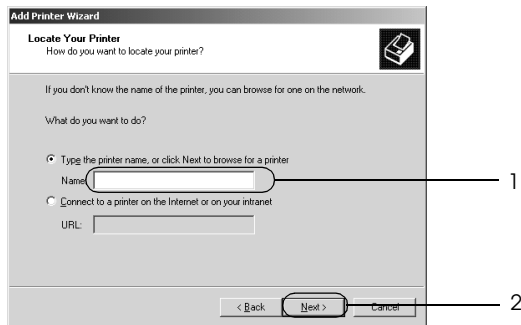 Add Printer Wizard
Locate Your Printer
How do you want to locate your printer?
If you don't know the name of the printer, you can browse for one on the network.
What do you want to do?
Type the printer name, or click Next to browse for a printer
Name:
1
Connect to a printer on the Internet or on your intranet
URL:
< Back
Next >
Cancel
2